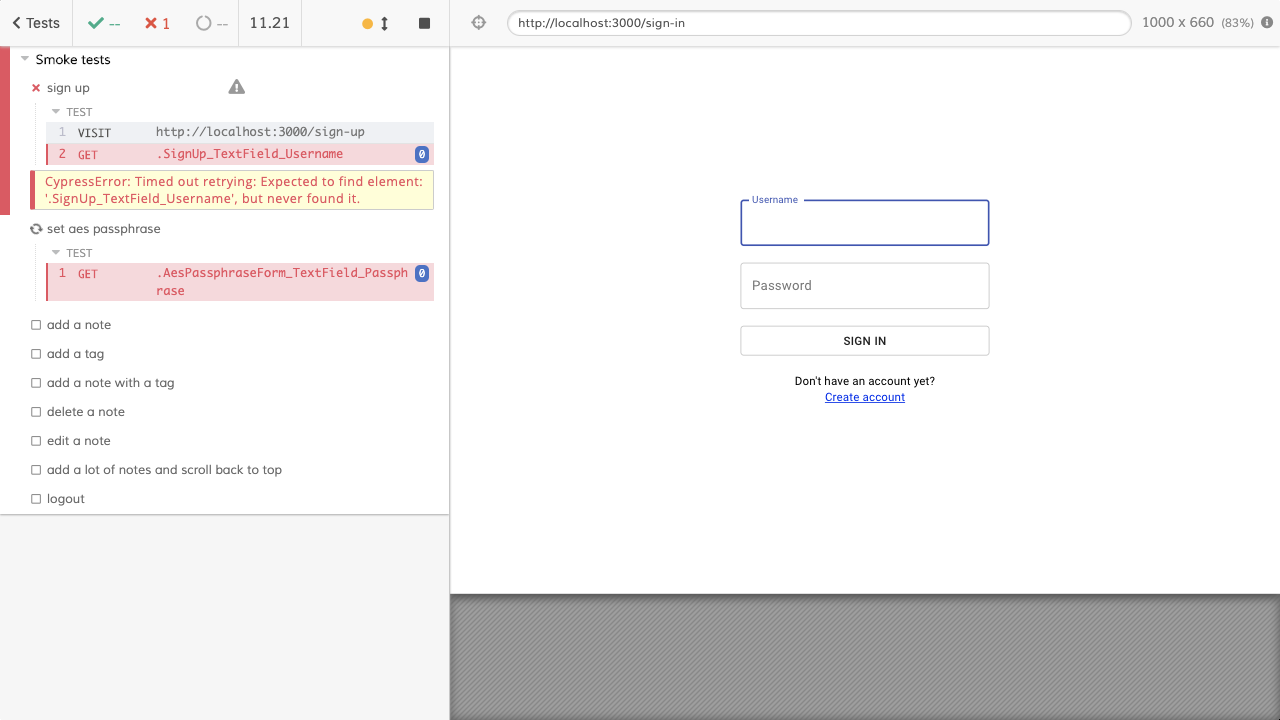 Tests
--
1
--
11.21
http://localhost:3000/sign-in
1000 x 660 (83%)
Smoke tests
sign up
TEST
1 VISIT http://localhost:3000/sign-up
2 GET .SignUp_TextField_Username 0
CypressError: Timed out retrying: Expected to find element:
'.SignUp_TextField_Username', but never found it.
set aes passphrase
TEST
1 GET .AesPassphraseForm_TextField_Passph 0
rase
add a note
add a tag
add a note with a tag
delete a note
edit a note
add a lot of notes and scroll back to top
logout
Username
Password
SIGN IN
Don't have an account yet?
Create account